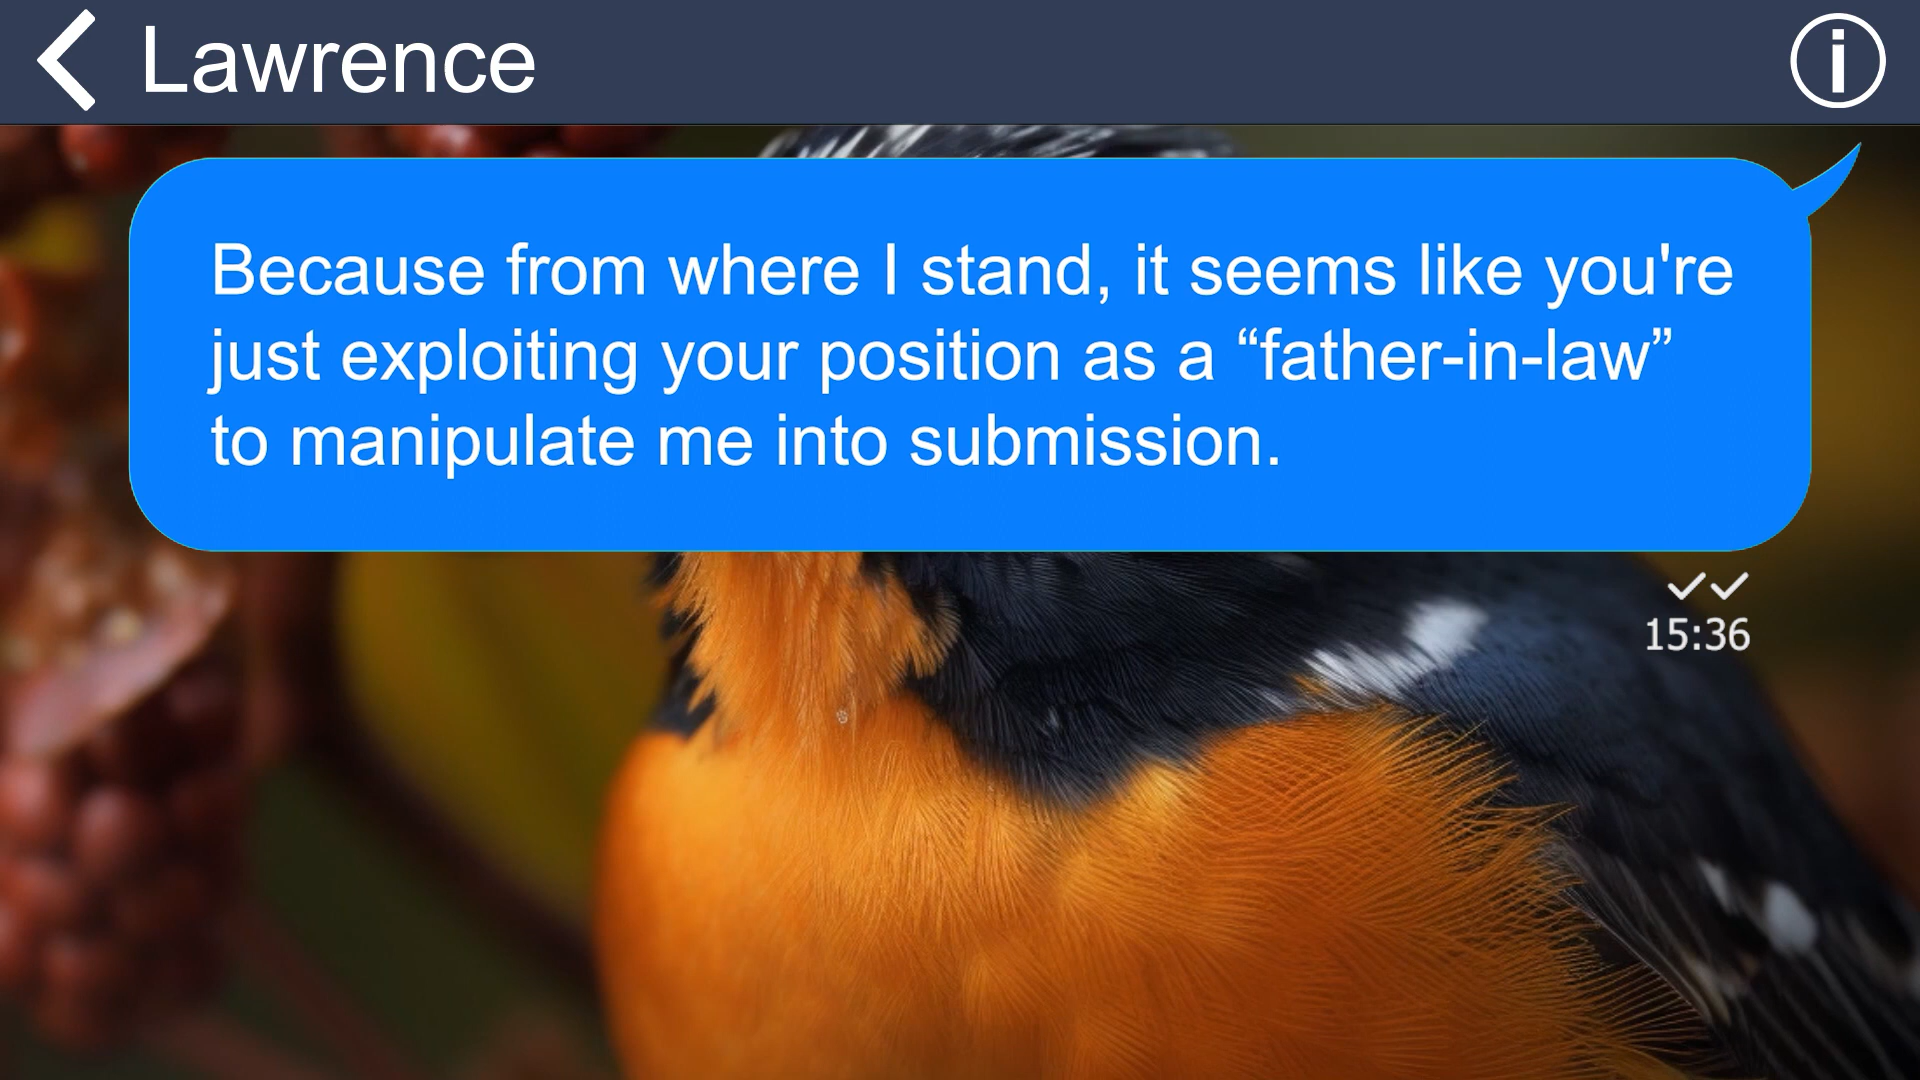 Lawrence
Because from where I stand, it seems like you're
just exploiting your position as a “father-in-law”
to manipulate me into submission.
15:36